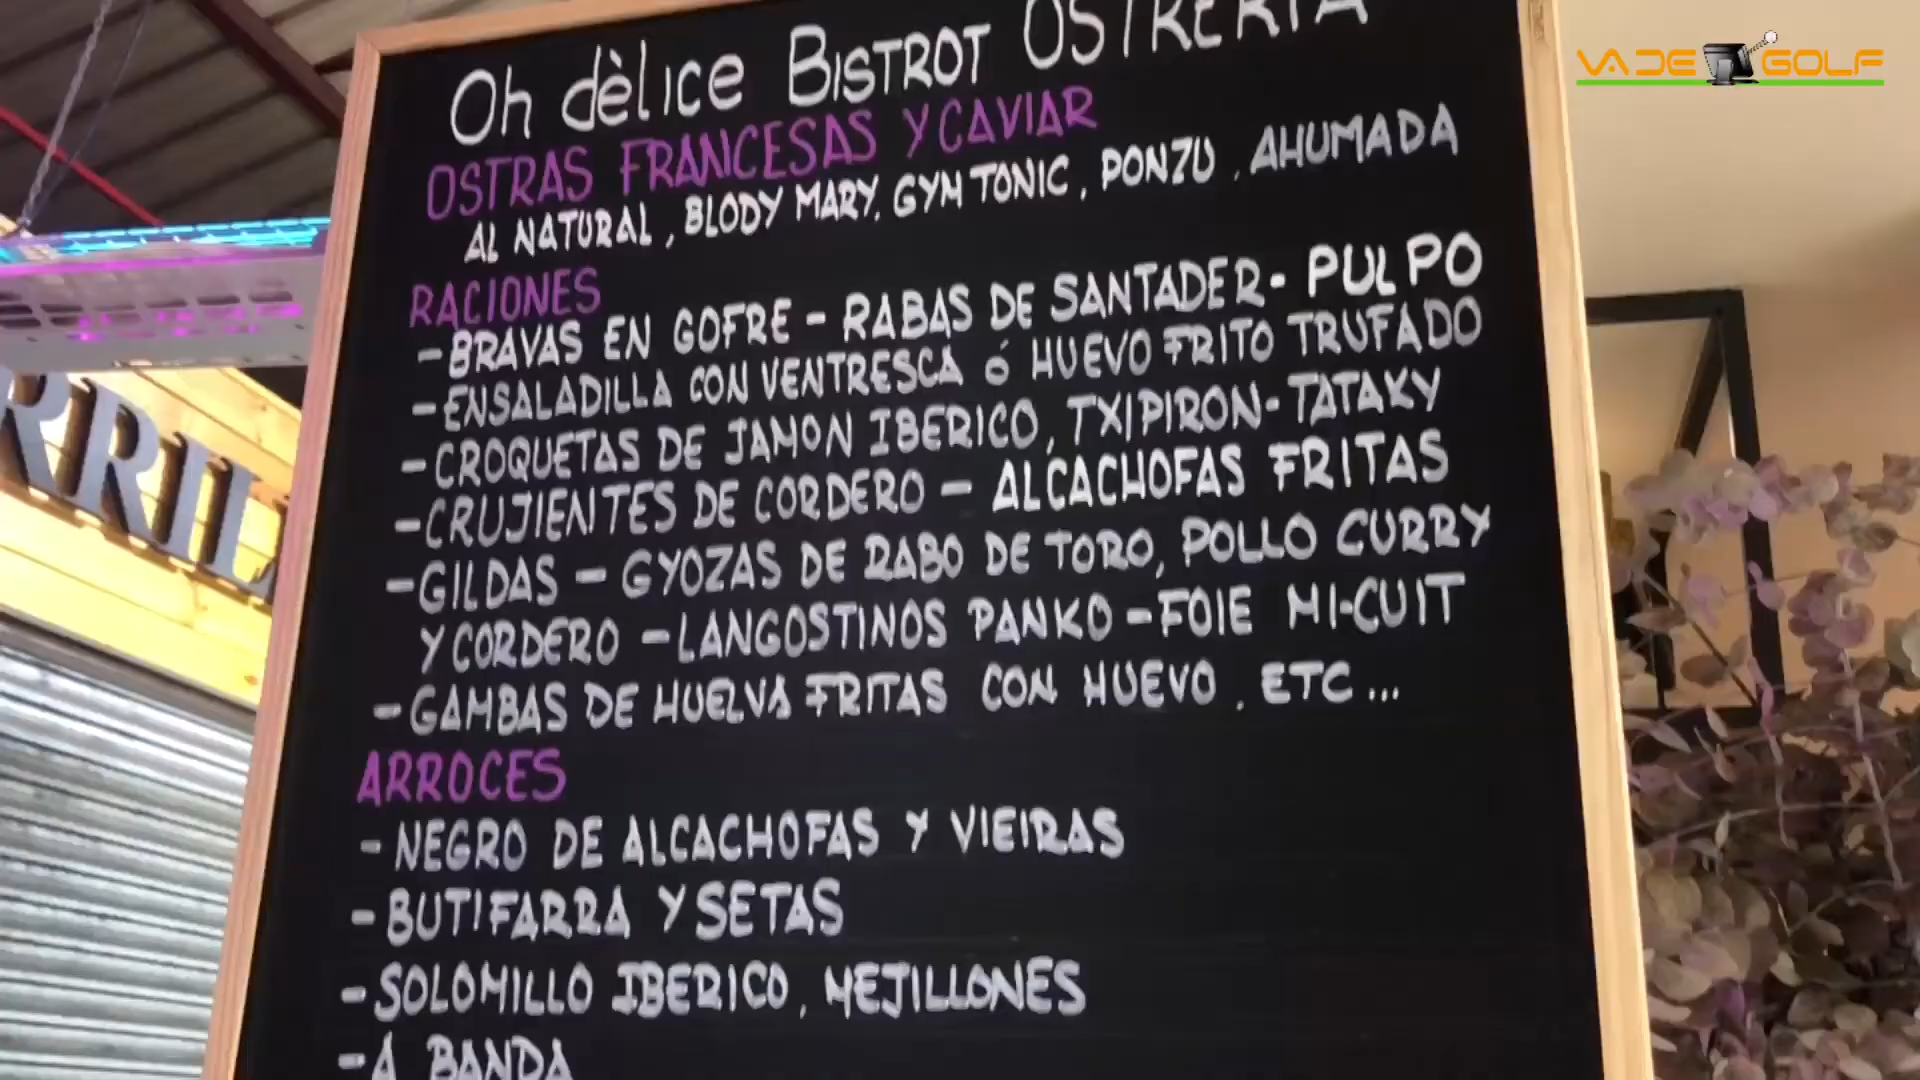 Oh dèlice BISTROT OSTRERIA
OSTRAS FRANCESAS Y CAVIAR
AL NATURAL, BLODY MARY, GYM TONIC, PONZU, AHUMADA
RACIONES
-BRAVAS EN GOFRE - RABAS DE SANTADER - PULPO
-ENSALADILLA CON VENTRESCA ó HUEVO FRITO TRUFADO
-CROQUETAS DE JAMON IBERICO, TXIPIRON - TATAKY
-CRUJIENTES DE CORDERO - ALCACHOFAS FRITAS
-GILDAS - GYOZAS DE RABO DE TORO, POLLO CURRY
Y CORDERO - LANGOSTINOS PANKO - FOIE MI-CUIT
-GAMBAS DE HUELVA FRITAS CON HUEVO, ETC...
ARROCES
- NEGRO DE ALCACHOFAS Y VIEIRAS
- BUTIFARRA Y SETAS
- SOLOMILLO IBERICO, MEJILLONES
- A BANDA
RRIL
VA DE GOLF